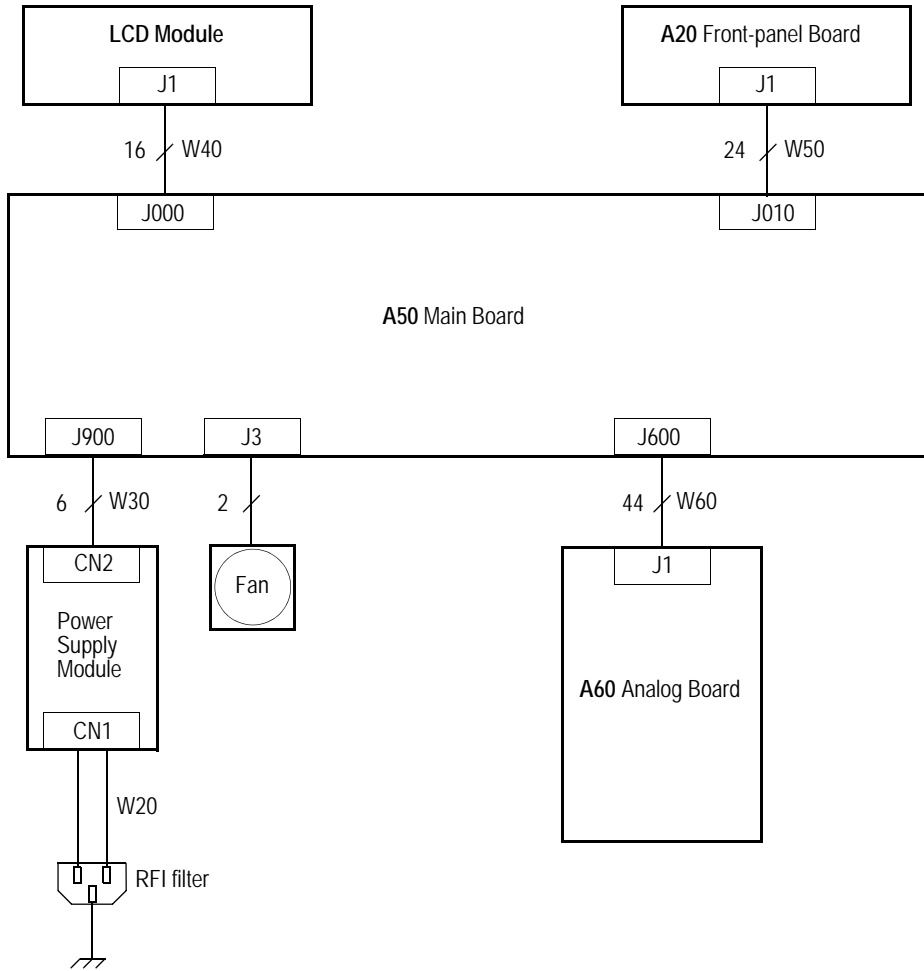 LCD Module
A20 Front-panel Board
J1
J1
16
W40
24
W50
J000
J010
A50 Main Board
J900
J3
J600
6
W30
2
44
W60
CN2
Fan
J1
Power
Supply
Module
A60 Analog Board
CN1
W20
RFI filter